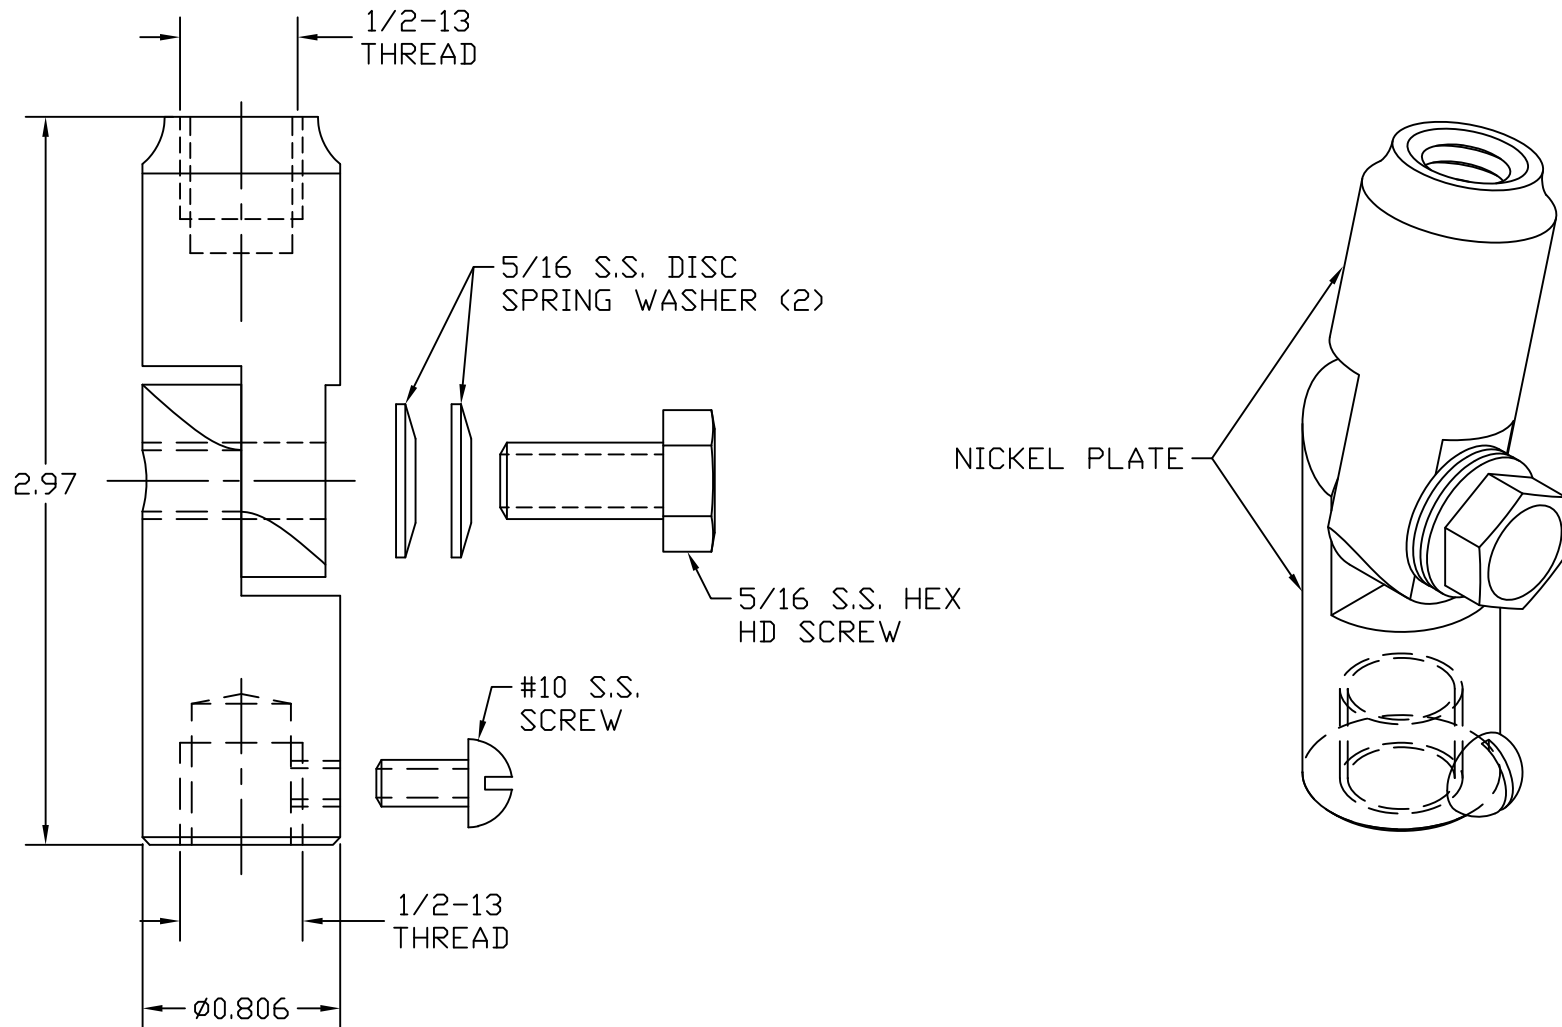 1/2-13
THREAD
5/16 S.S. DISC
SPRING WASHER (2)
2.97
NICKEL PLATE
5/16 S.S. HEX
HD SCREW
#10 S.S.
SCREW
1/2-13
THREAD
Ø0.806